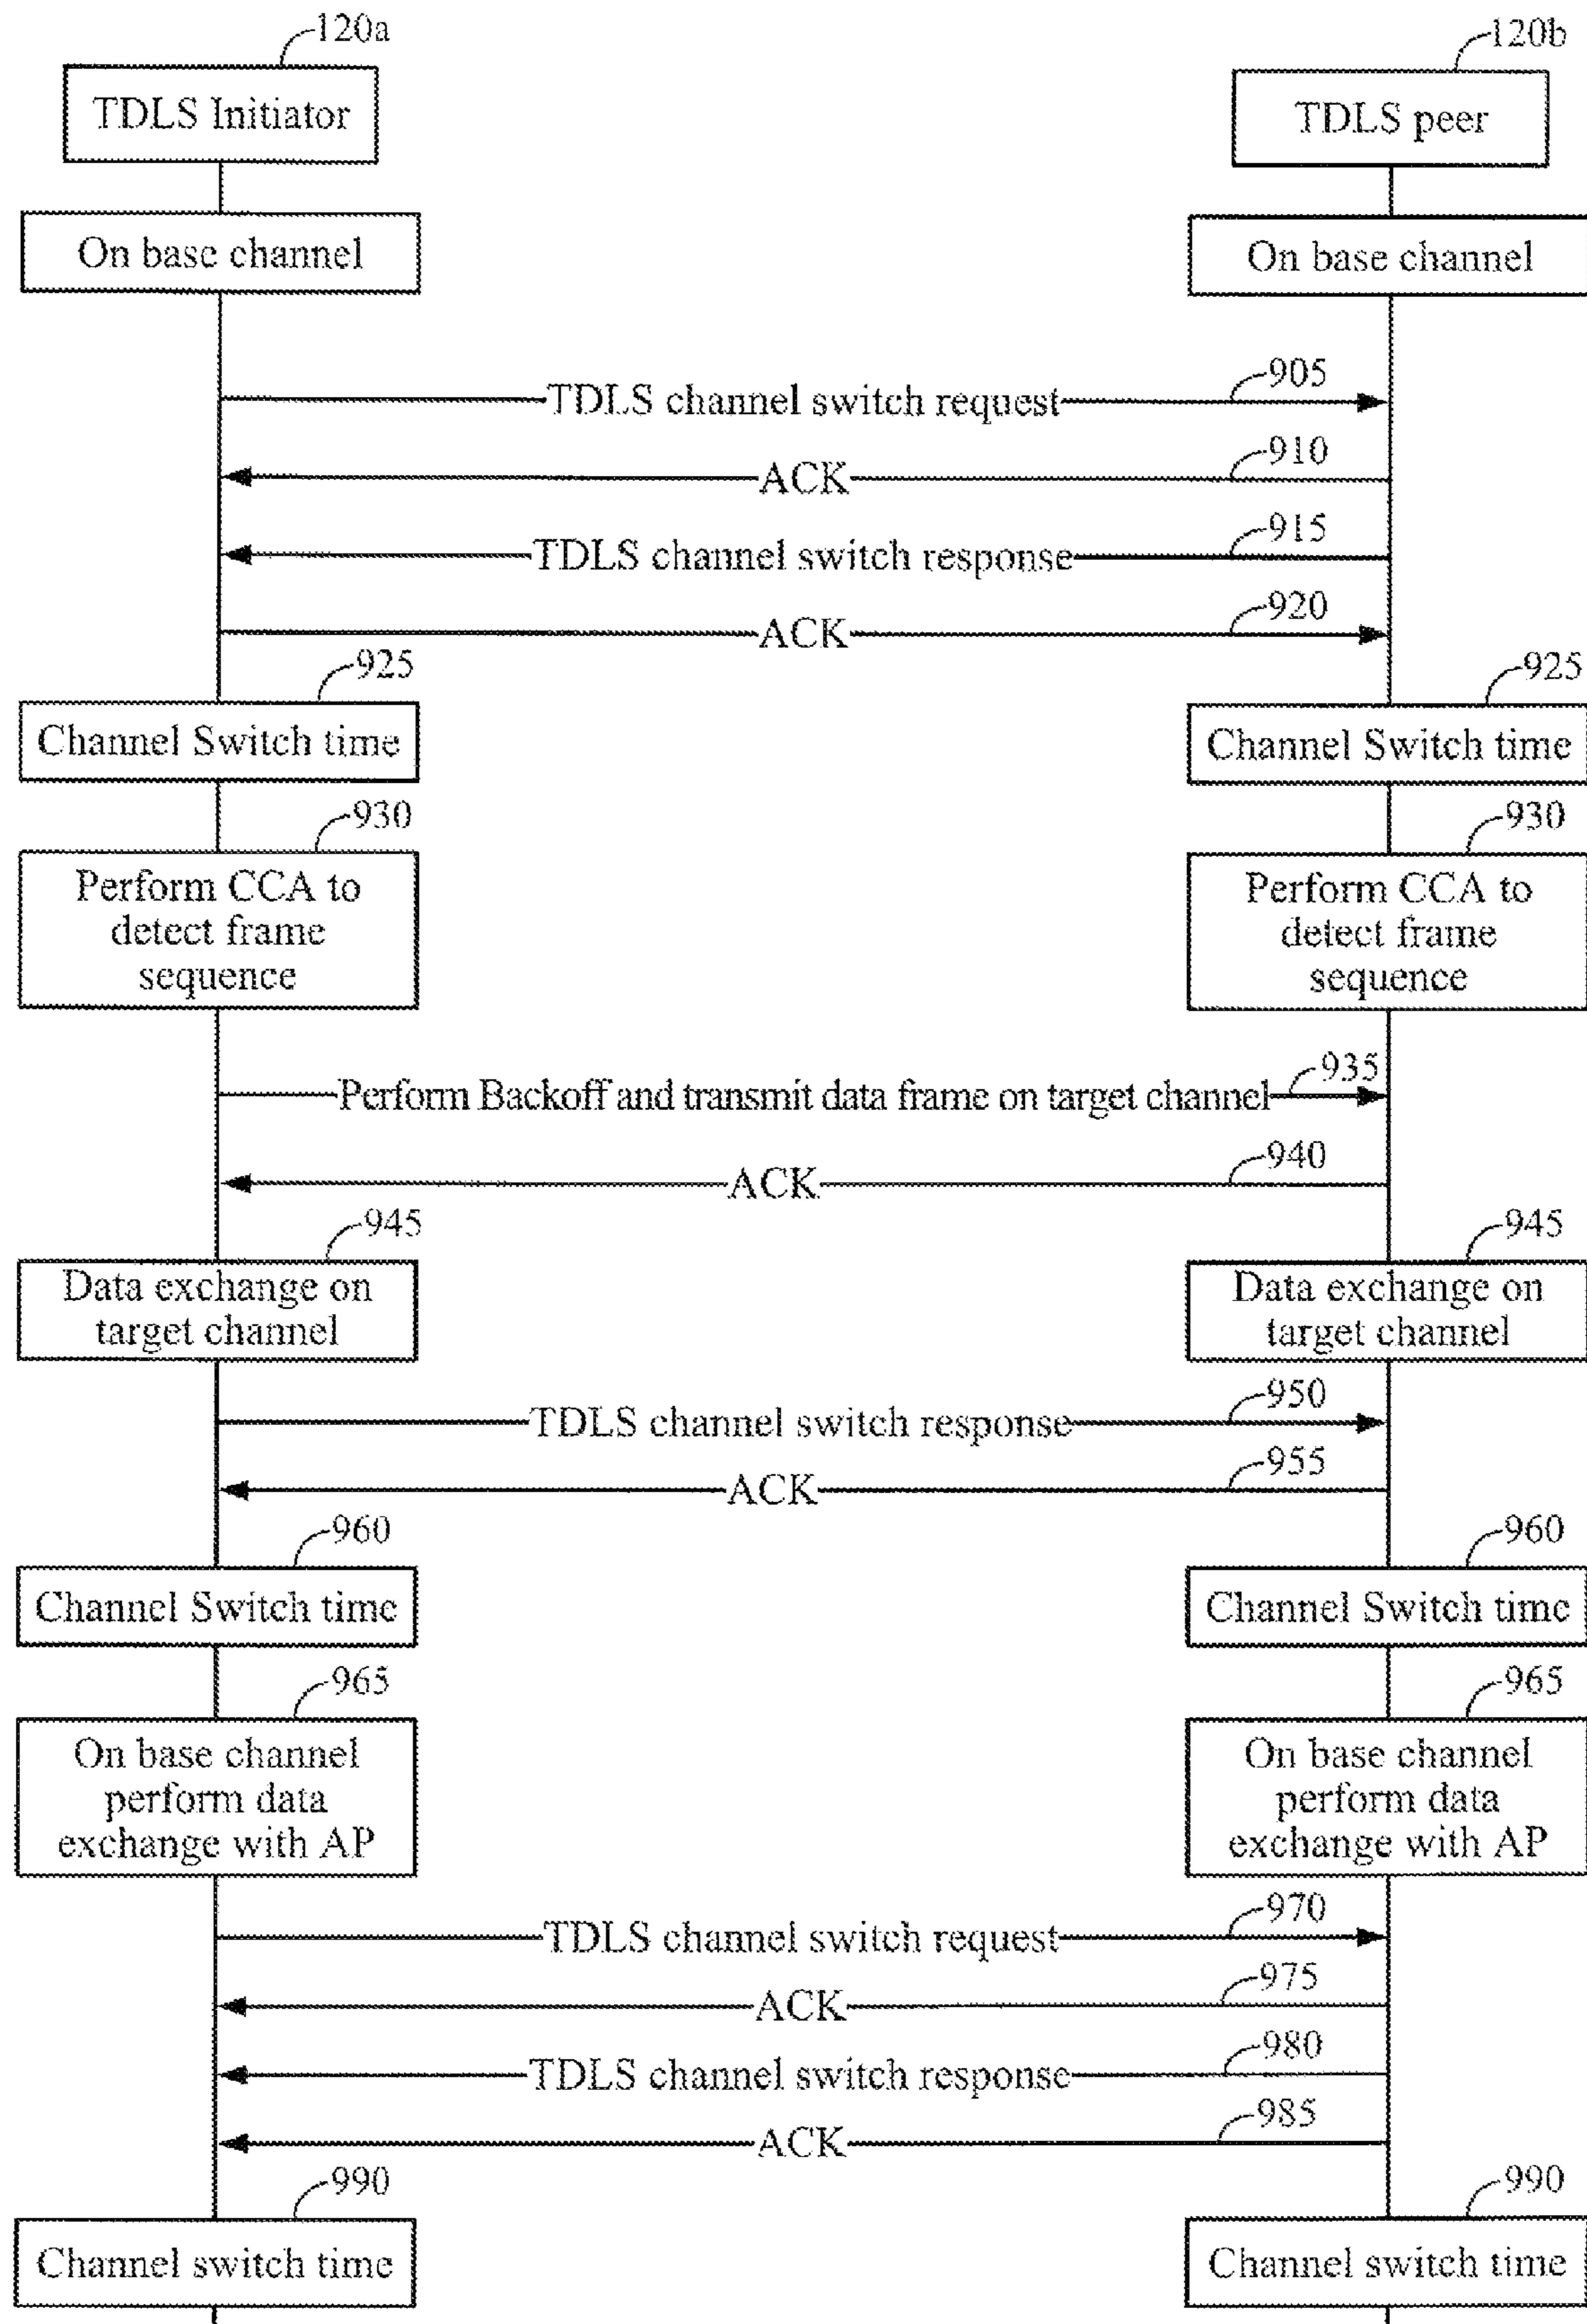 120a
120b
TDLS Initiator
TDLS peer
On base channel
On base channel
905
TDLS channel switch request
910
ACK
915
TDLS channel switch response
920
ACK
925
925
Channel Switch time
Channel Switch time
930
930
Perform CCA to
detect frame
sequence
Perform CCA to
detect frame
sequence
935
Perform Backoff and transmit data frame on target channel
940
ACK
945
945
Data exchange on
target channel
Data exchange on
target channel
950
TDLS channel switch response
955
ACK
960
960
Channel Switch time
Channel Switch time
965
965
On base channel
perform data
exchange with AP
On base channel
perform data
exchange with AP
970
TDLS channel switch request
975
ACK
980
TDLS channel switch response
985
ACK
990
990
Channel switch time
Channel switch time